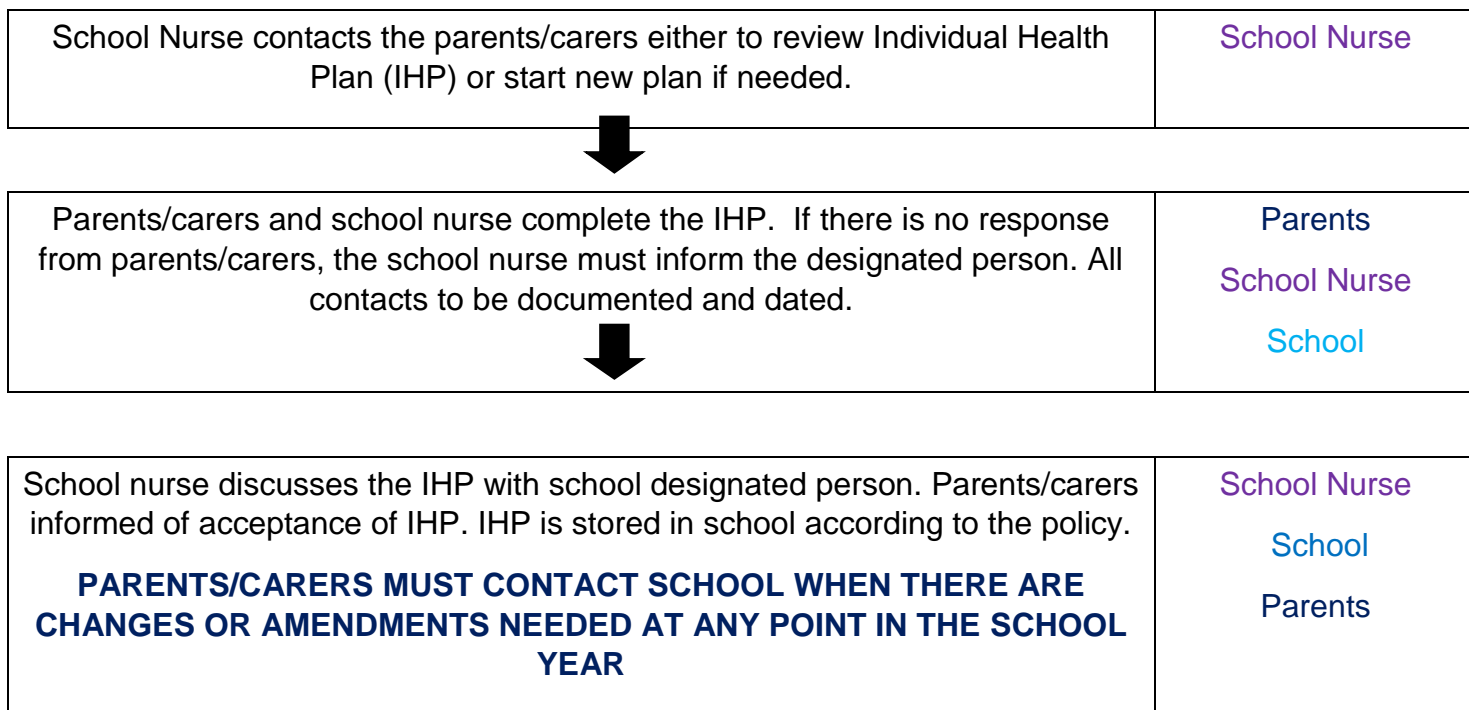 School Nurse contacts the parents/carers either to review Individual Health
Plan (IHP) or start new plan if needed.
School Nurse
Parents/carers and school nurse complete the IHP.  If there is no response
from parents/carers, the school nurse must inform the designated person. All
contacts to be documented and dated.
Parents
School Nurse
School
School nurse discusses the IHP with school designated person. Parents/carers
informed of acceptance of IHP. IHP is stored in school according to the policy.
PARENTS/CARERS MUST CONTACT SCHOOL WHEN THERE ARE
CHANGES OR AMENDMENTS NEEDED AT ANY POINT IN THE SCHOOL
YEAR
School Nurse
School
Parents